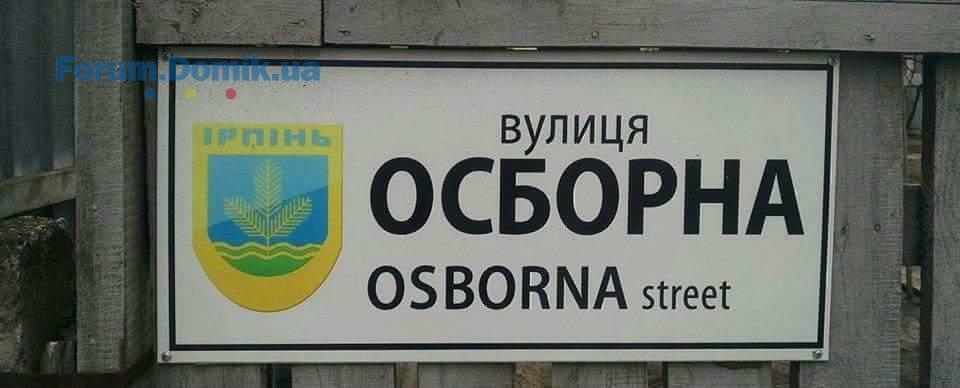 Forum.Domik.ua
ІРПІНЬ
вулиця
ОСБОРНА
OSBORNA street